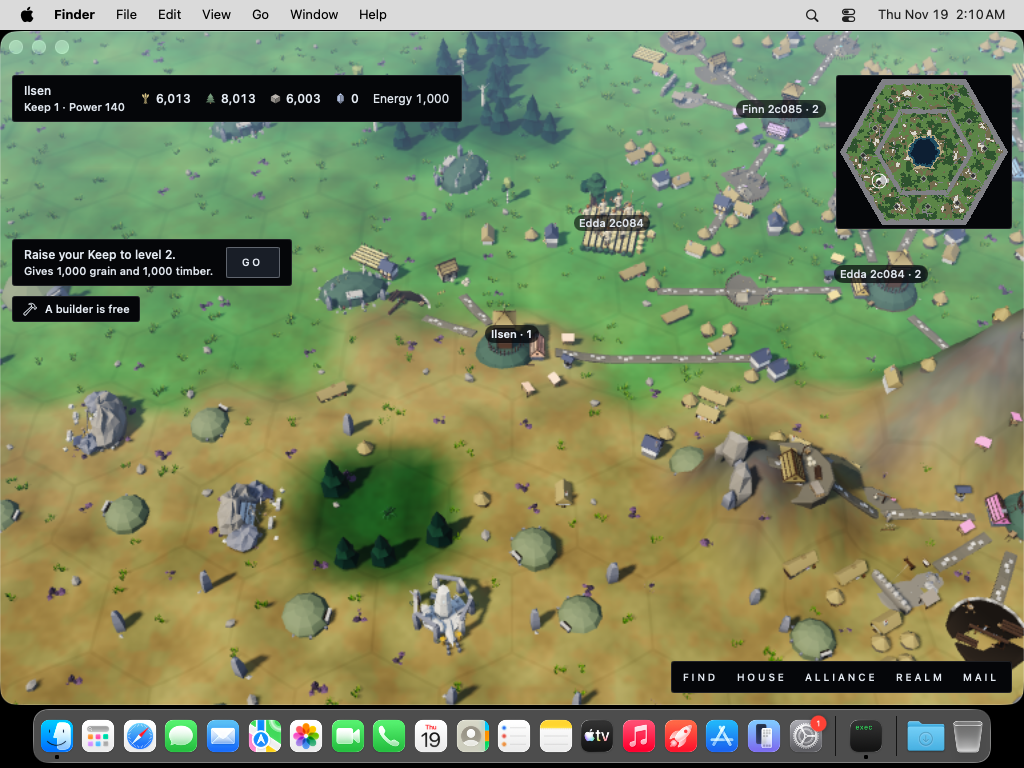 Finder File Edit View Go Window Help Thu Nov 19 2:10 AM
Ilsen
Keep 1 · Power 140
6,013 8,013 6,003 0 Energy 1,000
Finn 2c085 · 2
Edda 2c084
Raise your Keep to level 2.
Gives 1,000 grain and 1,000 timber.
GO
Edda 2c084 · 2
A builder is free
Ilsen · 1
FIND HOUSE ALLIANCE REALM MAIL
Thu
19
tv
1
exec